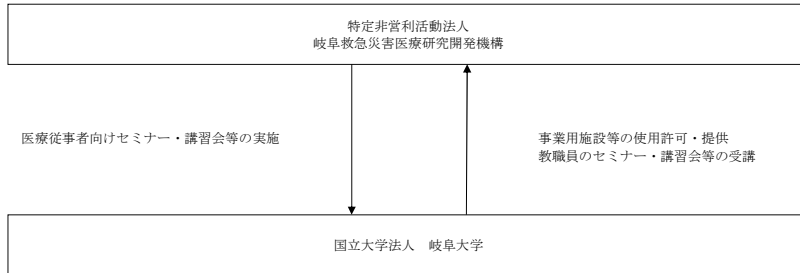 特定非営利活動法人
岐阜救急災害医療研究開発機構
医療従事者向けセミナー・講習会等の実施
事業用施設等の使用許可・提供
教職員のセミナー・講習会等の受講
国立大学法人　岐阜大学